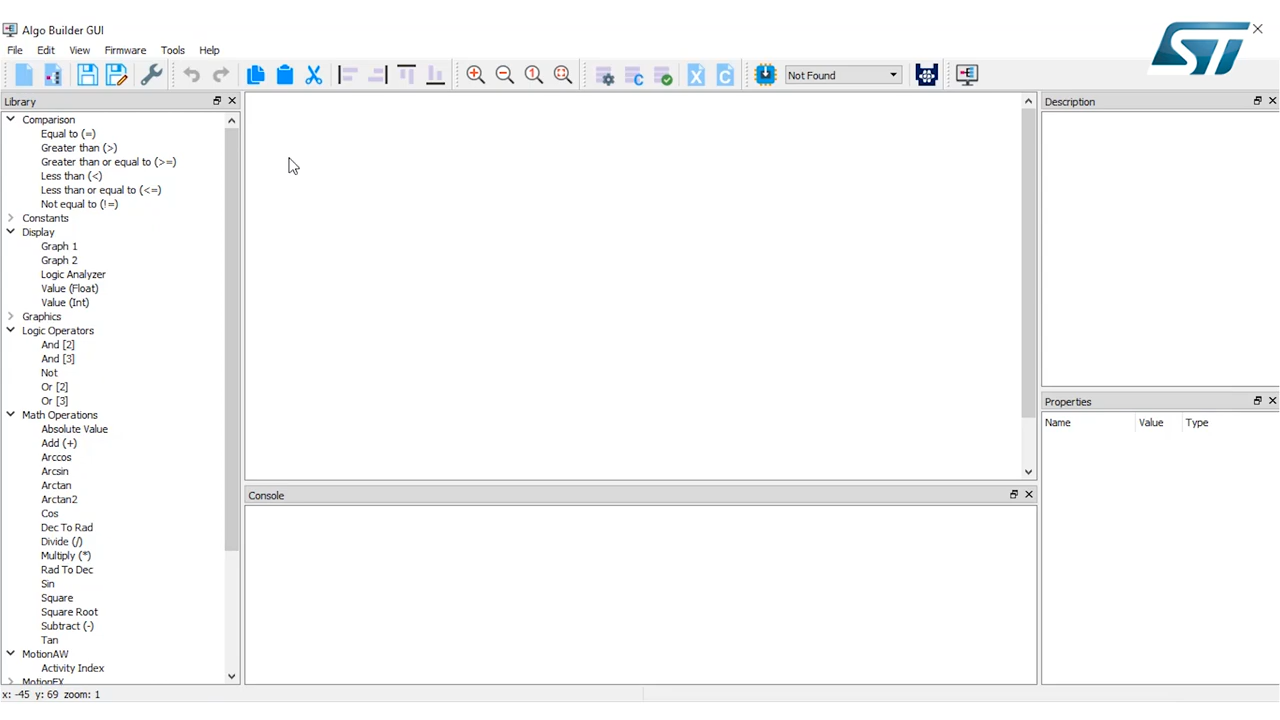 Algo Builder GUI
ST
File Edit View Firmware Tools Help
Not Found
Library
Comparison
Equal to (=)
Greater than (>)
Greater than or equal to (>=)
Less than (<)
Less than or equal to (<=)
Not equal to (!=)
Constants
Display
Graph 1
Graph 2
Logic Analyzer
Value (Float)
Value (Int)
Graphics
Logic Operators
And [2]
And [3]
Not
Or [2]
Or [3]
Math Operations
Absolute Value
Add (+)
Arccos
Arcsin
Arctan
Arctan2
Cos
Dec To Rad
Divide (/)
Multiply (*)
Rad To Dec
Sin
Square
Square Root
Subtract (-)
Tan
MotionAW
Activity Index
MotionFX
Console
Description
Properties
Name Value Type
x: -45 y: 69 zoom: 1